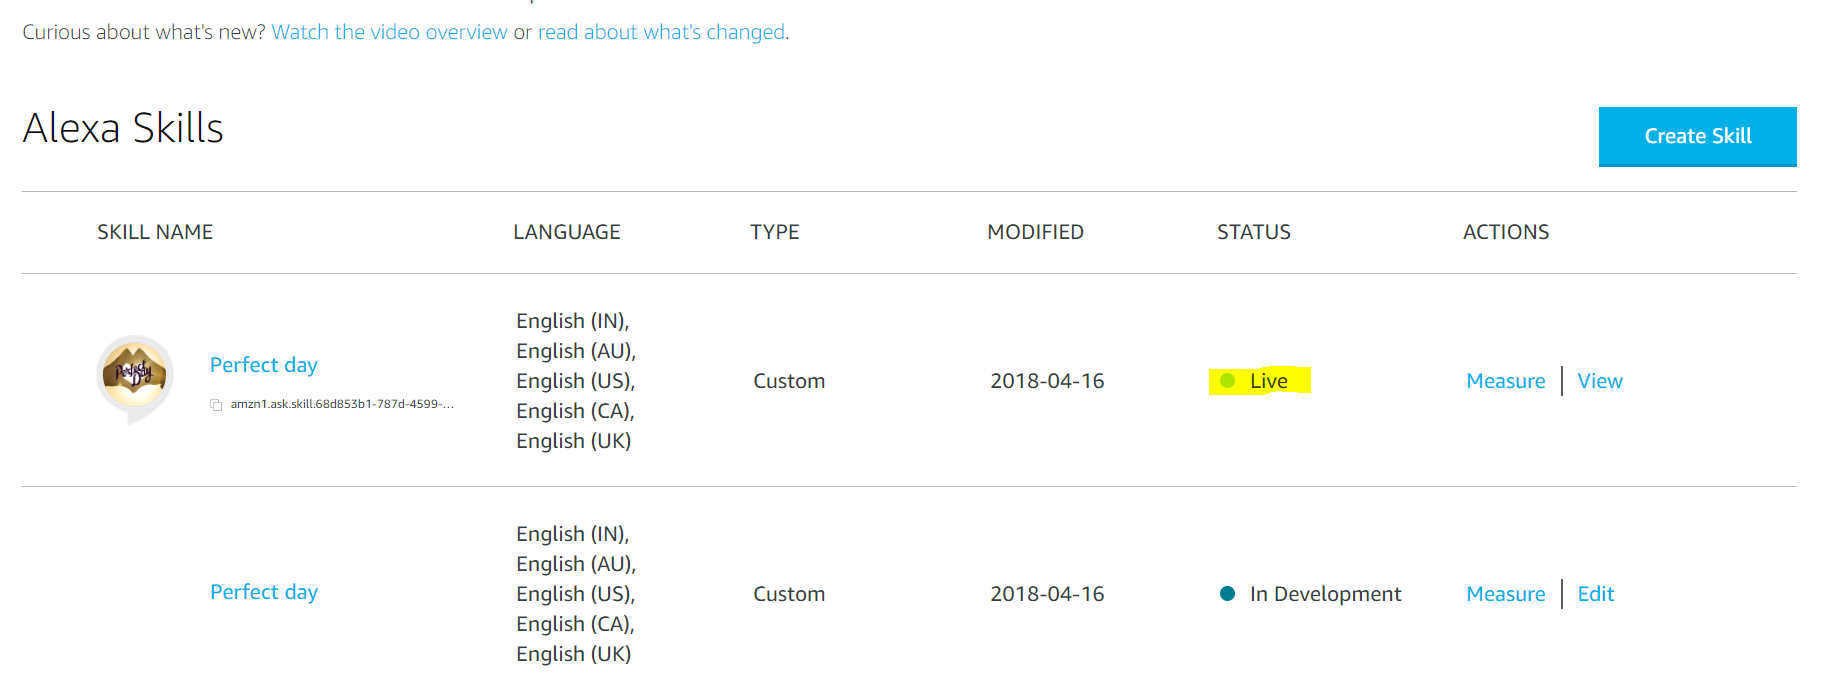 Curious about what's new? Watch the video overview or read about what's changed.
Alexa Skills
Create Skill
SKILL NAME LANGUAGE TYPE MODIFIED STATUS ACTIONS
English (IN),
English (AU),
Perfect day
English (US),
Custom 2018-04-16 Live Measure View
Perfect Day
amzn1.ask.skill.68d853b1-787d-4599-...
English (CA),
English (UK)
English (IN),
English (AU),
Perfect day English (US), Custom 2018-04-16 In Development Measure Edit
English (CA),
English (UK)